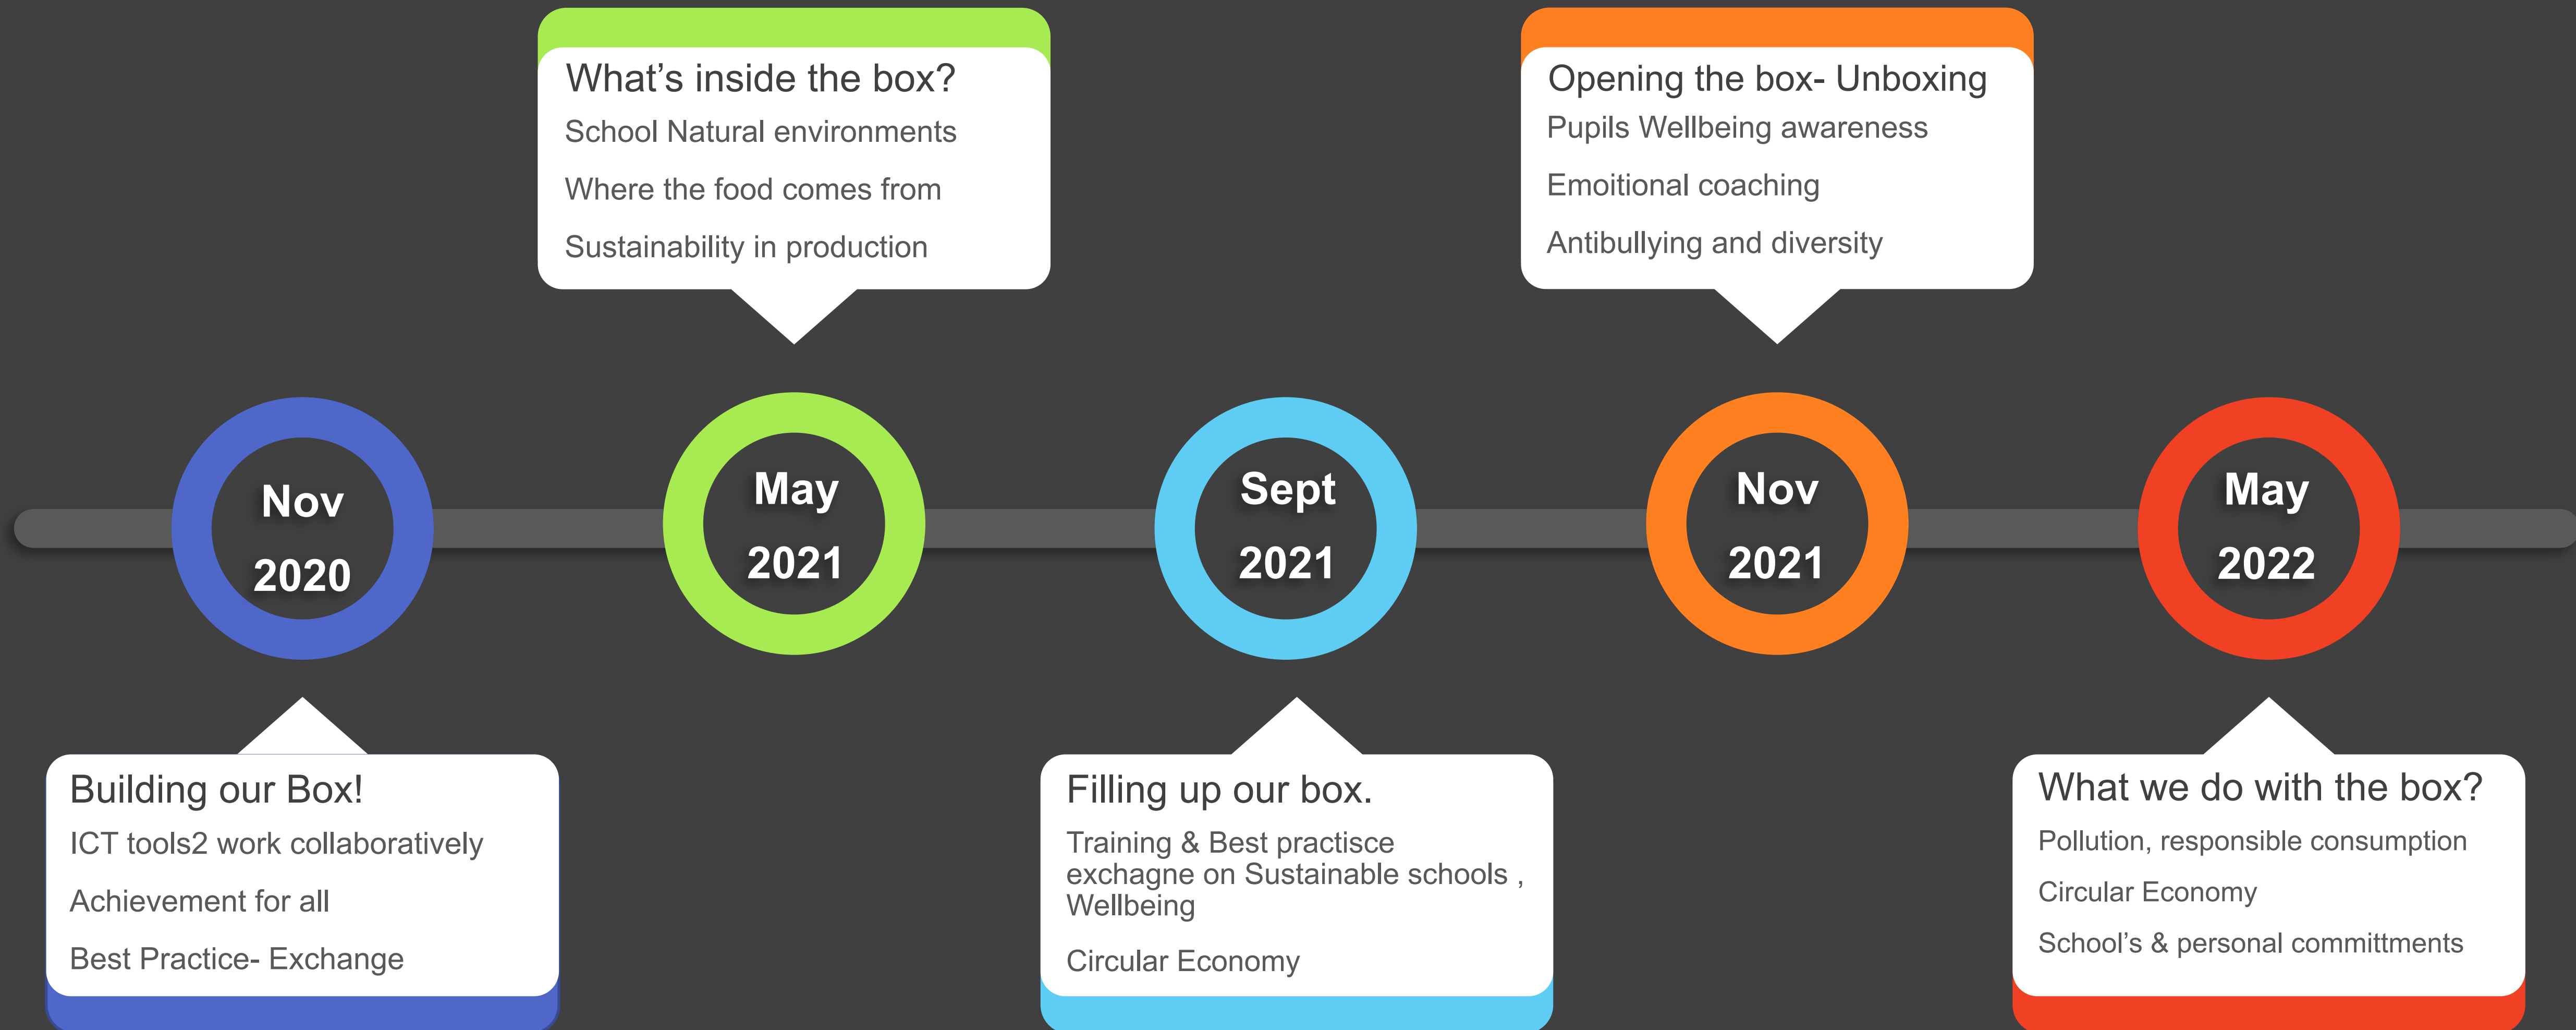 What's inside the box?
School Natural environments
Where the food comes from
Sustainability in production
Opening the box- Unboxing
Pupils Wellbeing awareness
Emoitional coaching
Antibullying and diversity
Nov
2020
May
2021
Sept
2021
Nov
2021
May
2022
Building our Box!
ICT tools2 work collaboratively
Achievement for all
Best Practice- Exchange
Filling up our box.
Training & Best practisce
exchagne on Sustainable schools ,
Wellbeing
Circular Economy
What we do with the box?
Pollution, responsible consumption
Circular Economy
School's & personal committments